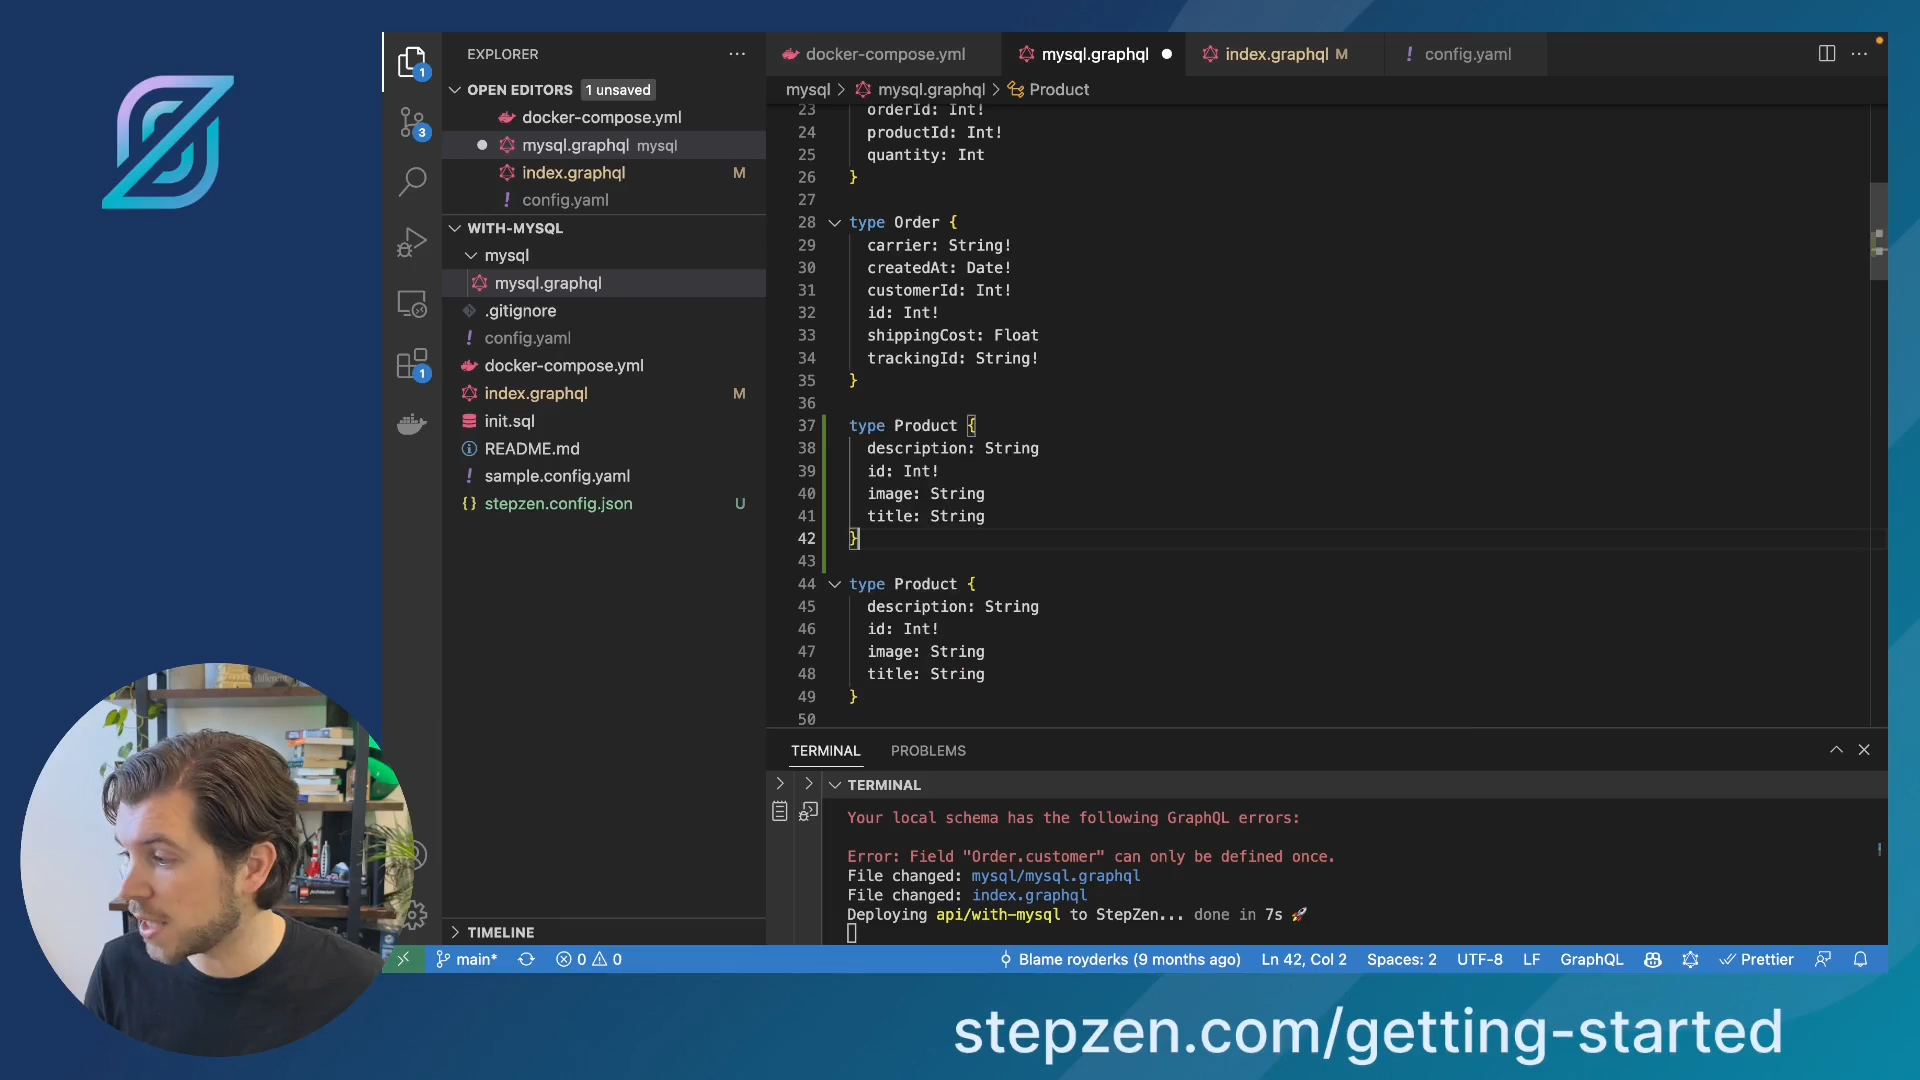 EXPLORER
OPEN EDITORS 1 unsaved
docker-compose.yml
mysql.graphql mysql
index.graphql M
config.yaml
WITH-MYSQL
mysql
mysql.graphql
.gitignore
config.yaml
docker-compose.yml
index.graphql M
init.sql
README.md
sample.config.yaml
stepzen.config.json U
TIMELINE
1
3
1
docker-compose.yml mysql.graphql index.graphql M config.yaml
mysql > mysql.graphql > Product
23 orderId: Int!
24 productId: Int!
25 quantity: Int
26 }
27
28 type Order {
29 carrier: String!
30 createdAt: Date!
31 customerId: Int!
32 id: Int!
33 shippingCost: Float
34 trackingId: String!
35 }
36
37 type Product {
38 description: String
39 id: Int!
40 image: String
41 title: String
42 }
43
44 type Product {
45 description: String
46 id: Int!
47 image: String
48 title: String
49 }
50
TERMINAL PROBLEMS
TERMINAL
Your local schema has the following GraphQL errors:
Error: Field "Order.customer" can only be defined once.
File changed: mysql/mysql.graphql
File changed: index.graphql
Deploying api/with-mysql to StepZen... done in 7s 🚀
main* 0 0 Blame royderks (9 months ago) Ln 42, Col 2 Spaces: 2 UTF-8 LF GraphQL Prettier
stepzen.com/getting-started